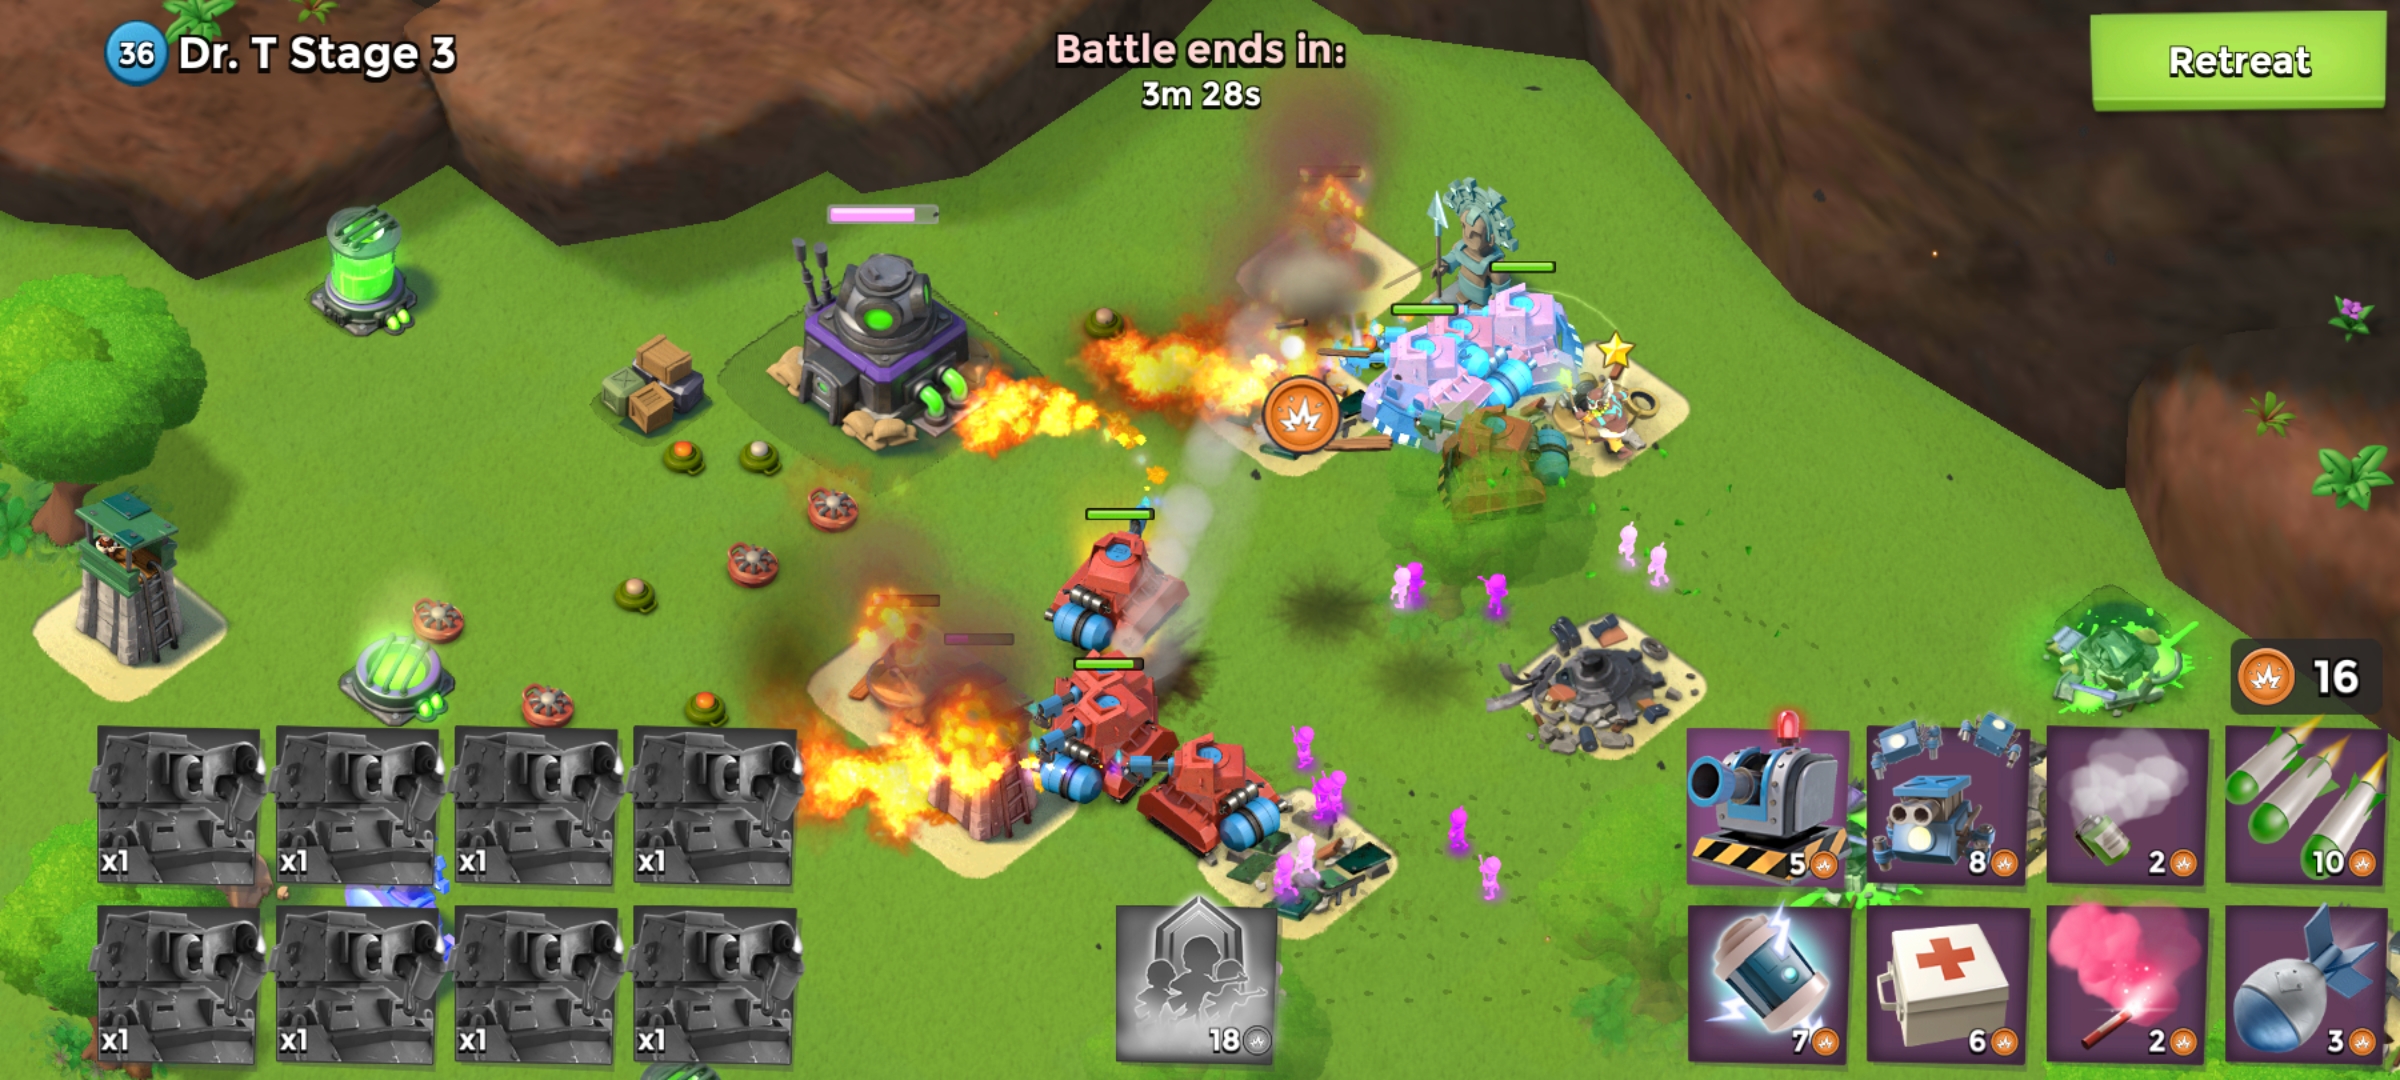 36 Dr. T Stage 3
Battle ends in:
3m 28s
Retreat
16
x1 x1 x1 x1
5 8 2 10
x1 x1 x1 x1
18
7 6 2 3